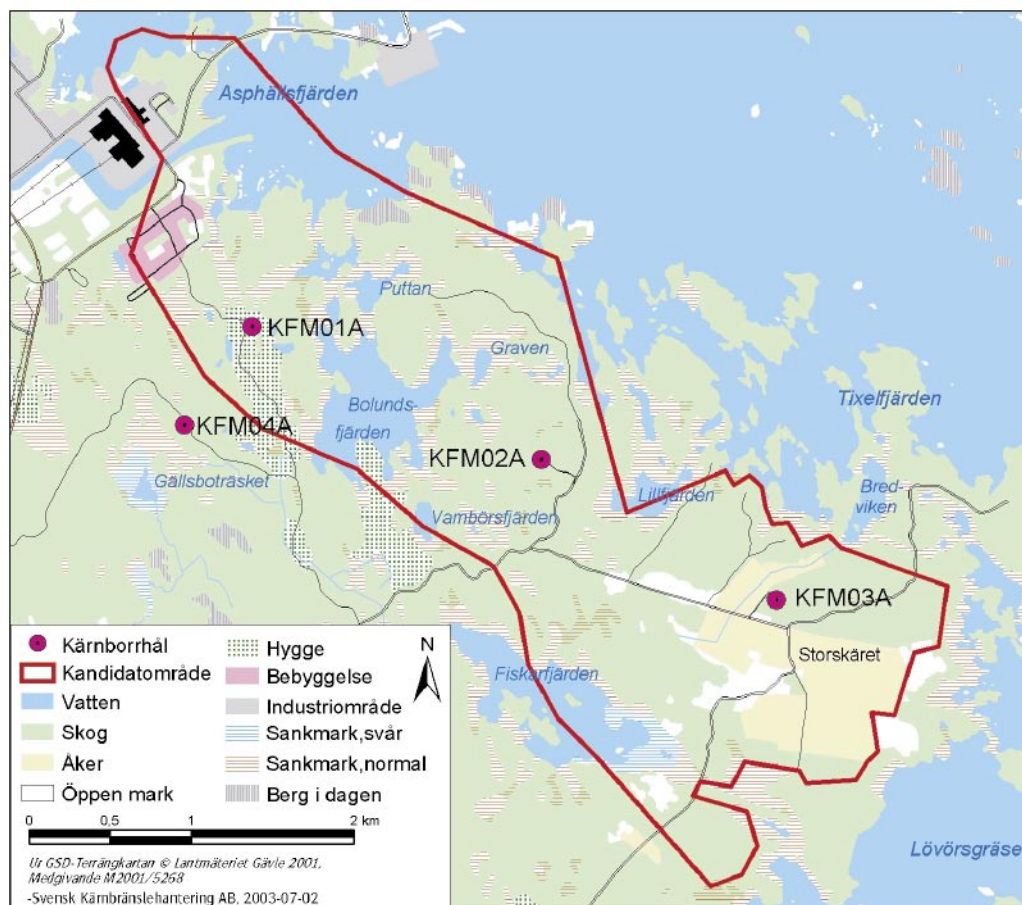 Asphällsfjärden
Puttan
KFM01A
Graven
Bolunds-
fjärden
Tixelfjärden
KFM04A
KFM02A
Gällsboträsket
Lillfjärden
Bred-
viken
Vambörsfjärden
KFM03A
Storskäret
Fiskarfjärden
Lövörsgräse
Kärnborrhål
Kandidatområde
Vatten
Skog
Åker
Öppen mark
Hygge
Bebyggelse
Industriområde
Sankmark,svår
Sankmark,normal
Berg i dagen
N
0 0,5 1 2 km
Ur GSD-Terrängkartan © Lantmäteriet Gävle 2001,
Medgivande M2001/5268
-Svensk Kärnbränslehantering AB, 2003-07-02